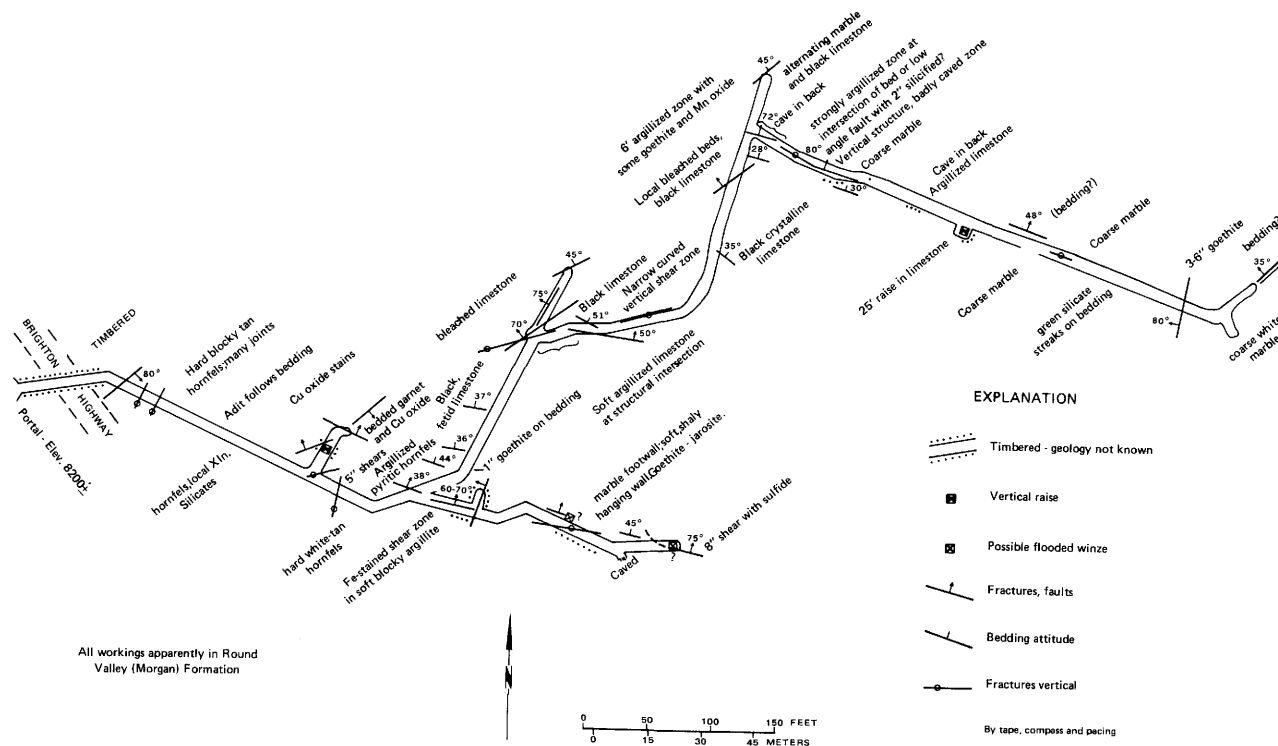 45°
alternating marble
and black limestone
cave in back
72°
strongly argillized zone at
intersection of bed or low
angle fault with 2" silicified?
Vertical structure, badly caved zone
80°
Coarse marble
28°
30°
6' argillized zone with
some goethite and Mn oxide
Local bleached beds,
black limestone
Cave in back
Argillized limestone
48°
(bedding?)
Coarse marble
3-6" goethite
bedding?
35°
35°
Black crystalline
limestone
25' raise in limestone
Coarse marble
green silicate
streaks on bedding
80°
coarse white
marble
45°
75°
bleached limestone
70°
Black limestone
51°
Narrow curved
vertical shear zone
50°
Soft argillized limestone
at structural intersection
BRIGHTON
HIGHWAY
TIMBERED
Portal - Elev. 8200±
80°
Hard blocky tan
hornfels;many joints
Adit follows bedding
Cu oxide stains
bedded garnet
and Cu oxide
Black,
fetid limestone
37°
36°
44°
38°
5" shears
Argillized
pyritic hornfels
1" goethite on bedding
60-70°
hornfels,local Xln.
Silicates
hard white-tan
hornfels
Fe-stained shear zone
in soft blocky argillite
marble footwall;soft,shaly
hanging wall.Goethite - jarosite.
?
45°
75°
8" shear with sulfide
?
Caved
EXPLANATION
Timbered - geology not known
Vertical raise
Possible flooded winze
Fractures, faults
Bedding attitude
Fractures vertical
By tape, compass and pacing
All workings apparently in Round
Valley (Morgan) Formation
N
0 50 100 150 FEET
0 15 30 45 METERS